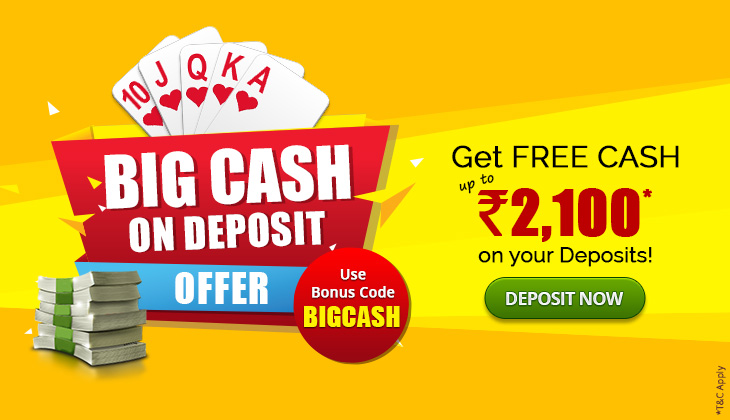 10 J Q K A
BIG CASH
ON DEPOSIT
OFFER
Use
Bonus Code
BIGCASH
Get FREE CASH
up to
₹2,100*
on your Deposits!
DEPOSIT NOW
*T&C Apply